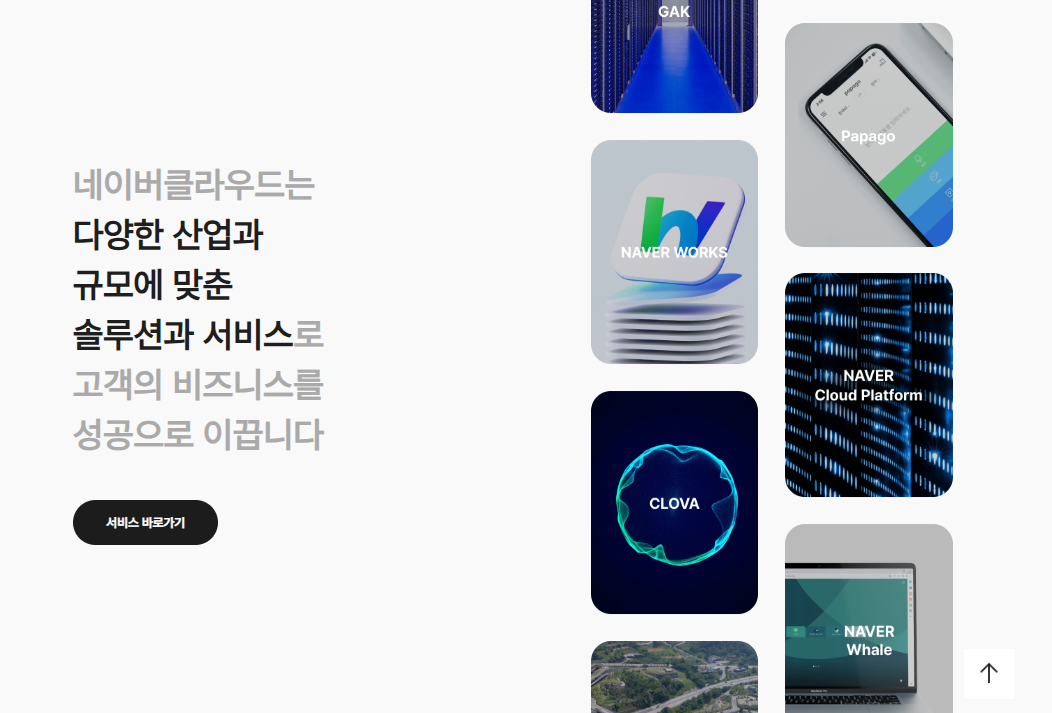 네이버클라우드는
다양한 산업과
규모에 맞춘
솔루션과 서비스로
고객의 비즈니스를
성공으로 이끕니다
서비스 바로가기
GAK
Papago
papago
NAVER WORKS
NAVER
Cloud Platform
CLOVA
NAVER
Whale